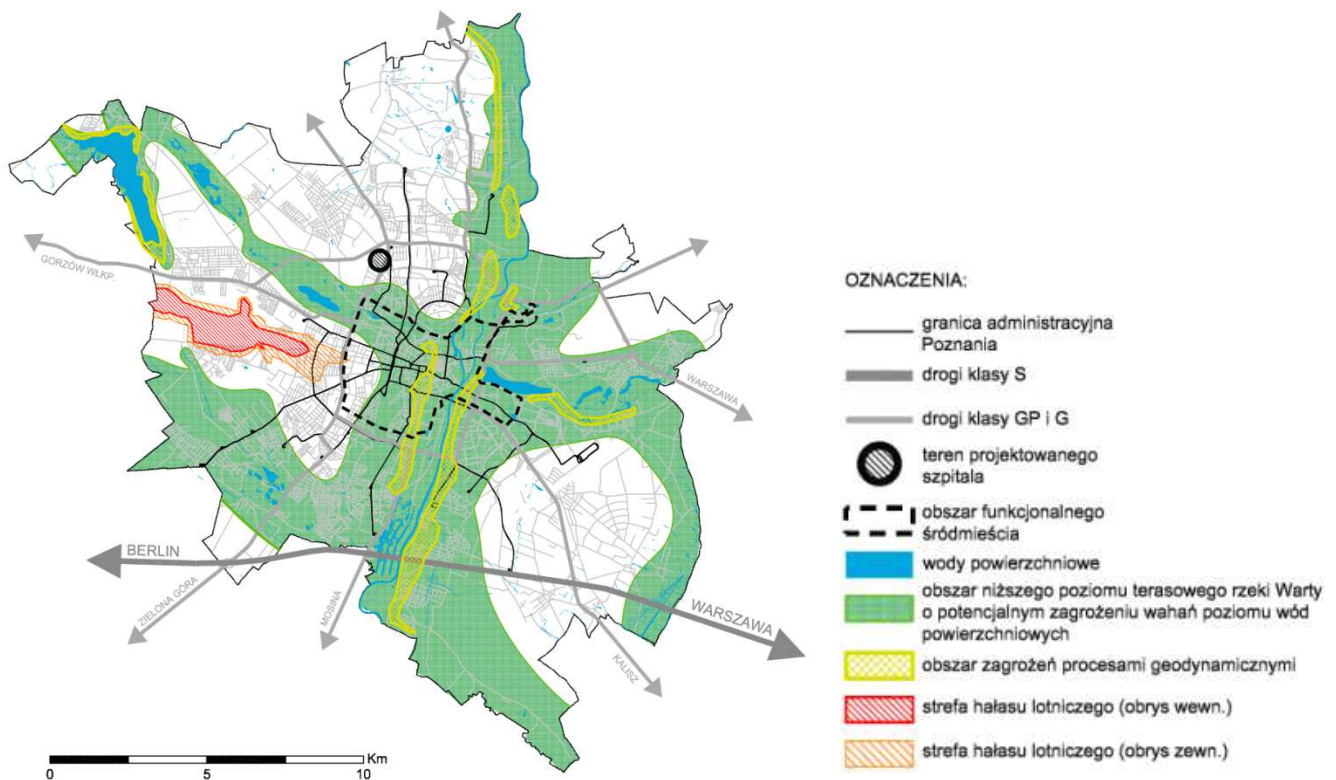 GORZÓW WLKP.
WARSZAWA
BERLIN
ZIELONA GÓRA
MOSINA
WARSZAWA
KALISZ
Km
0 5 10
OZNACZENIA:
granica administracyjna
Poznania
drogi klasy S
drogi klasy GP i G
teren projektowanego
szpitala
obszar funkcjonalnego
śródmieścia
wody powierzchniowe
obszar niższego poziomu terasowego rzeki Warty
o potencjalnym zagrożeniu wahań poziomu wód
powierzchniowych
obszar zagrożeń procesami geodynamicznymi
strefa hałasu lotniczego (obrys wewn.)
strefa hałasu lotniczego (obrys zewn.)